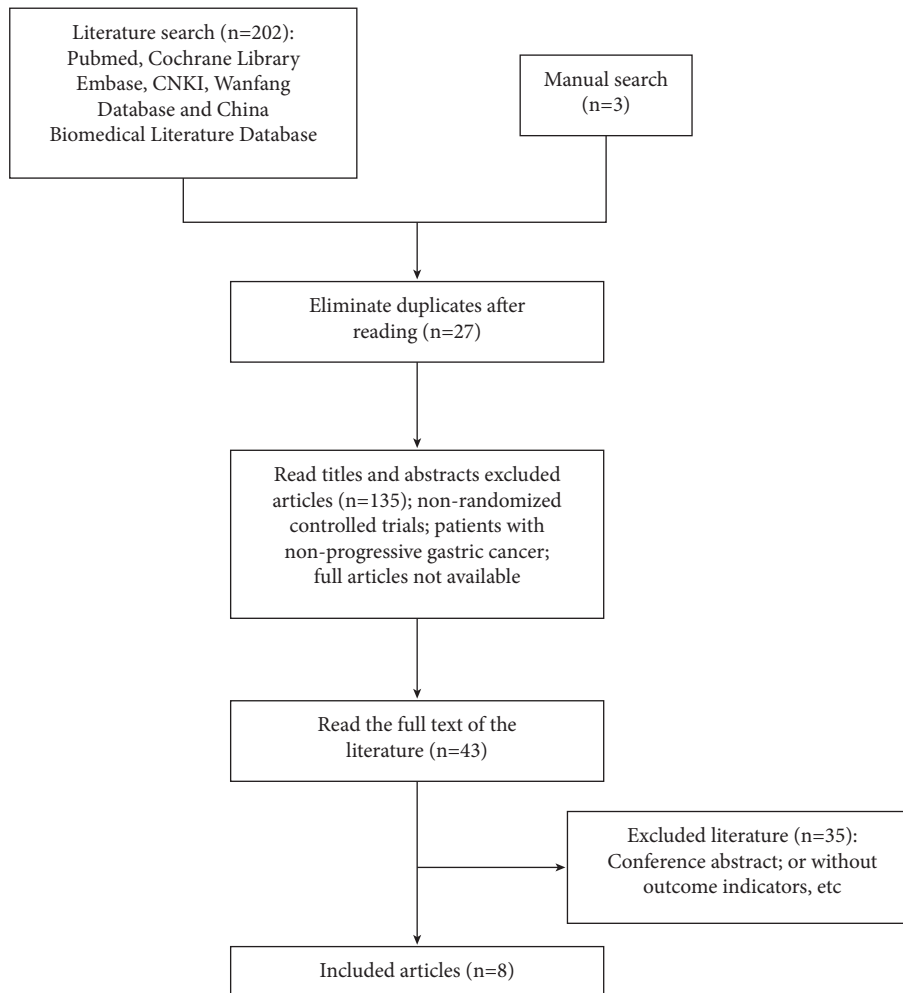 Literature search (n=202):
Pubmed, Cochrane Library
Embase, CNKI, Wanfang
Database and China
Biomedical Literature Database
Manual search
(n=3)
Eliminate duplicates after
reading (n=27)
Read titles and abstracts excluded
articles (n=135); non-randomized
controlled trials; patients with
non-progressive gastric cancer;
full articles not available
Read the full text of the
literature (n=43)
Excluded literature (n=35):
Conference abstract; or without
outcome indicators, etc
Included articles (n=8)